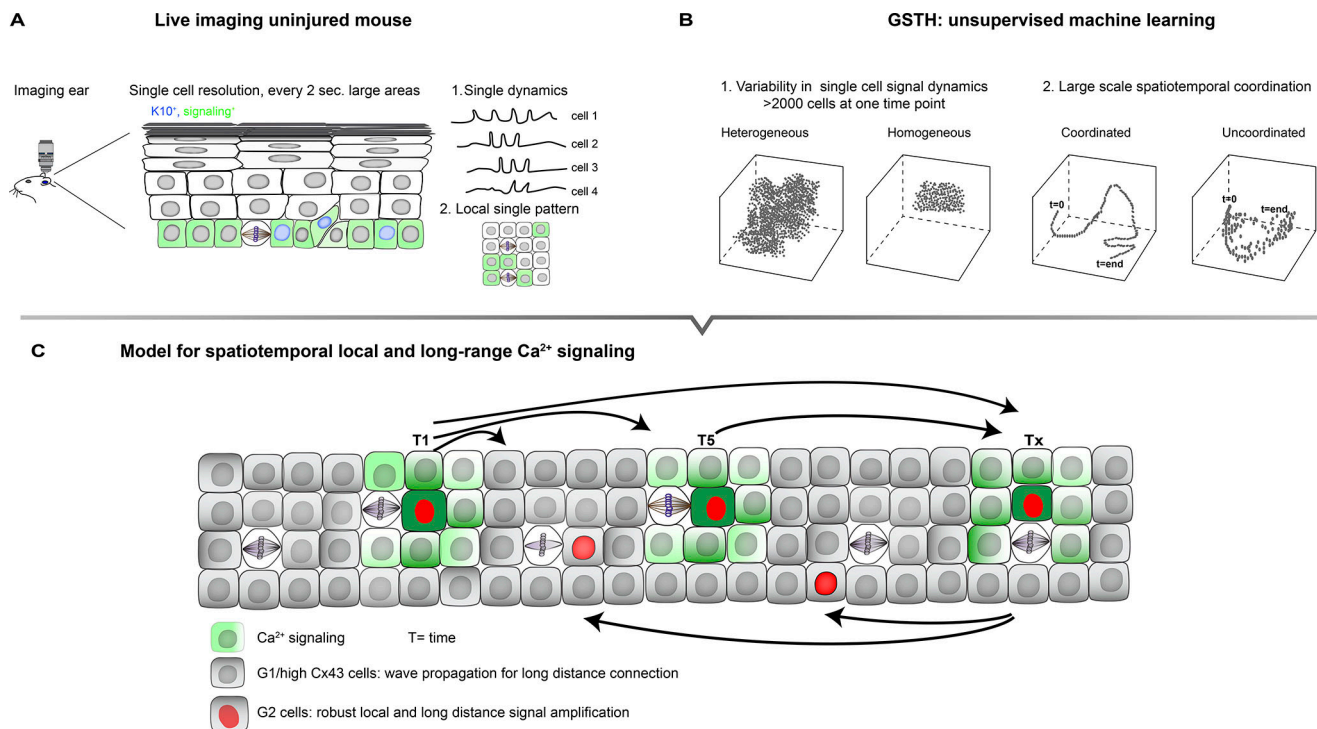 A
Live imaging uninjured mouse
Imaging ear
Single cell resolution, every 2 sec. large areas
K10⁺, signaling⁺
1. Single dynamics
cell 1
cell 2
cell 3
cell 4
2. Local single pattern
B
GSTH: unsupervised machine learning
1. Variability in single cell signal dynamics
>2000 cells at one time point
Heterogeneous
Homogeneous
2. Large scale spatiotemporal coordination
Coordinated
Uncoordinated
t=0
t=end
t=0
t=end
C
Model for spatiotemporal local and long-range Ca²⁺ signaling
T1
T5
Tx
Ca²⁺ signaling
T= time
G1/high Cx43 cells: wave propagation for long distance connection
G2 cells: robust local and long distance signal amplification